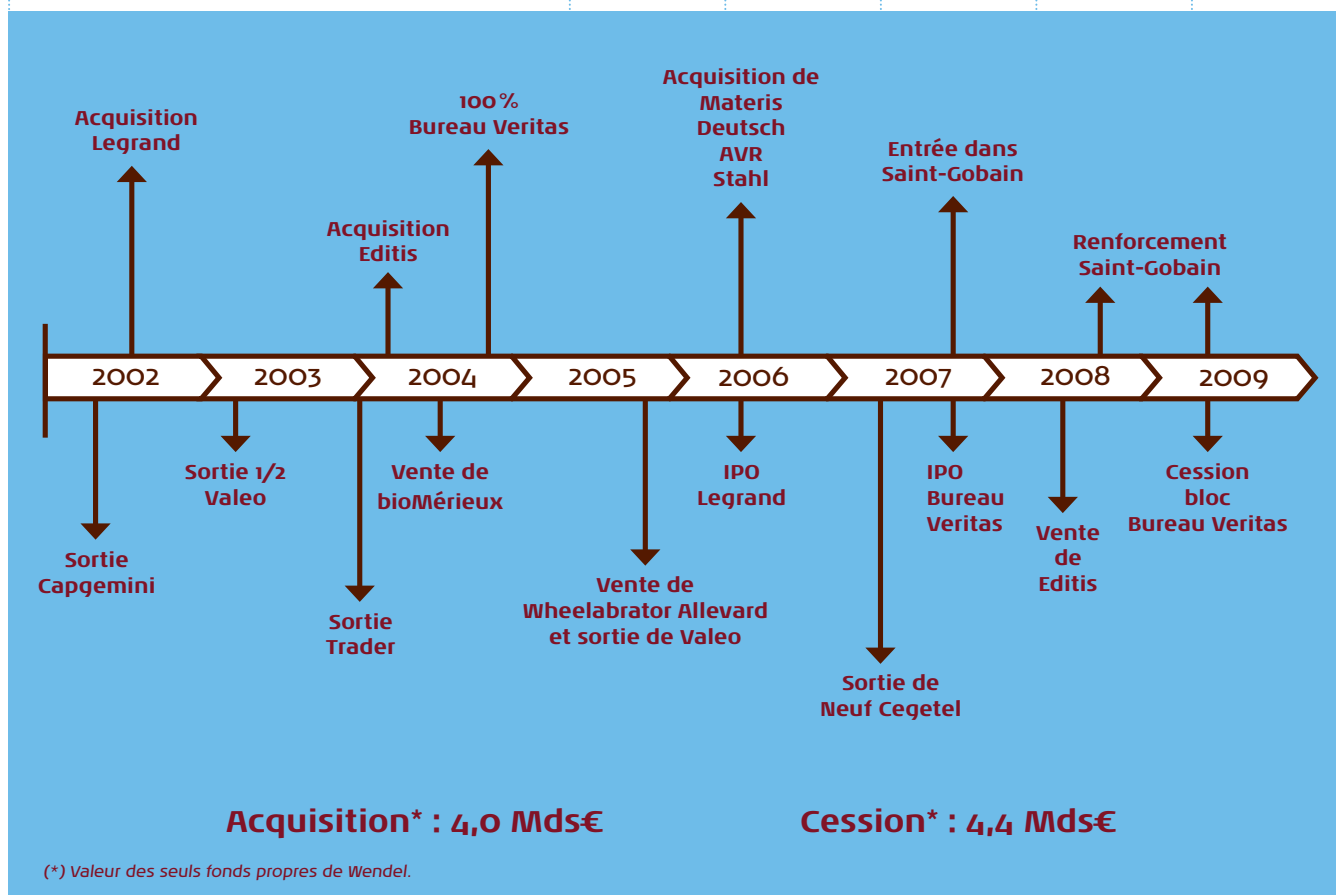 Acquisition
Legrand
Acquisition
Editis
100%
Bureau Veritas
Acquisition de
Materis
Deutsch
AVR
Stahl
Entrée dans
Saint-Gobain
Renforcement
Saint-Gobain
2002
2003
2004
2005
2006
2007
2008
2009
Sortie
Capgemini
Sortie 1/2
Valeo
Sortie
Trader
Vente de
bioMérieux
Vente de
Wheelabrator Allevard
et sortie de Valeo
IPO
Legrand
Sortie de
Neuf Cegetel
IPO
Bureau
Veritas
Vente
de
Editis
Cession
bloc
Bureau Veritas
Acquisition* : 4,0 Mds€
Cession* : 4,4 Mds€
(*) Valeur des seuls fonds propres de Wendel.